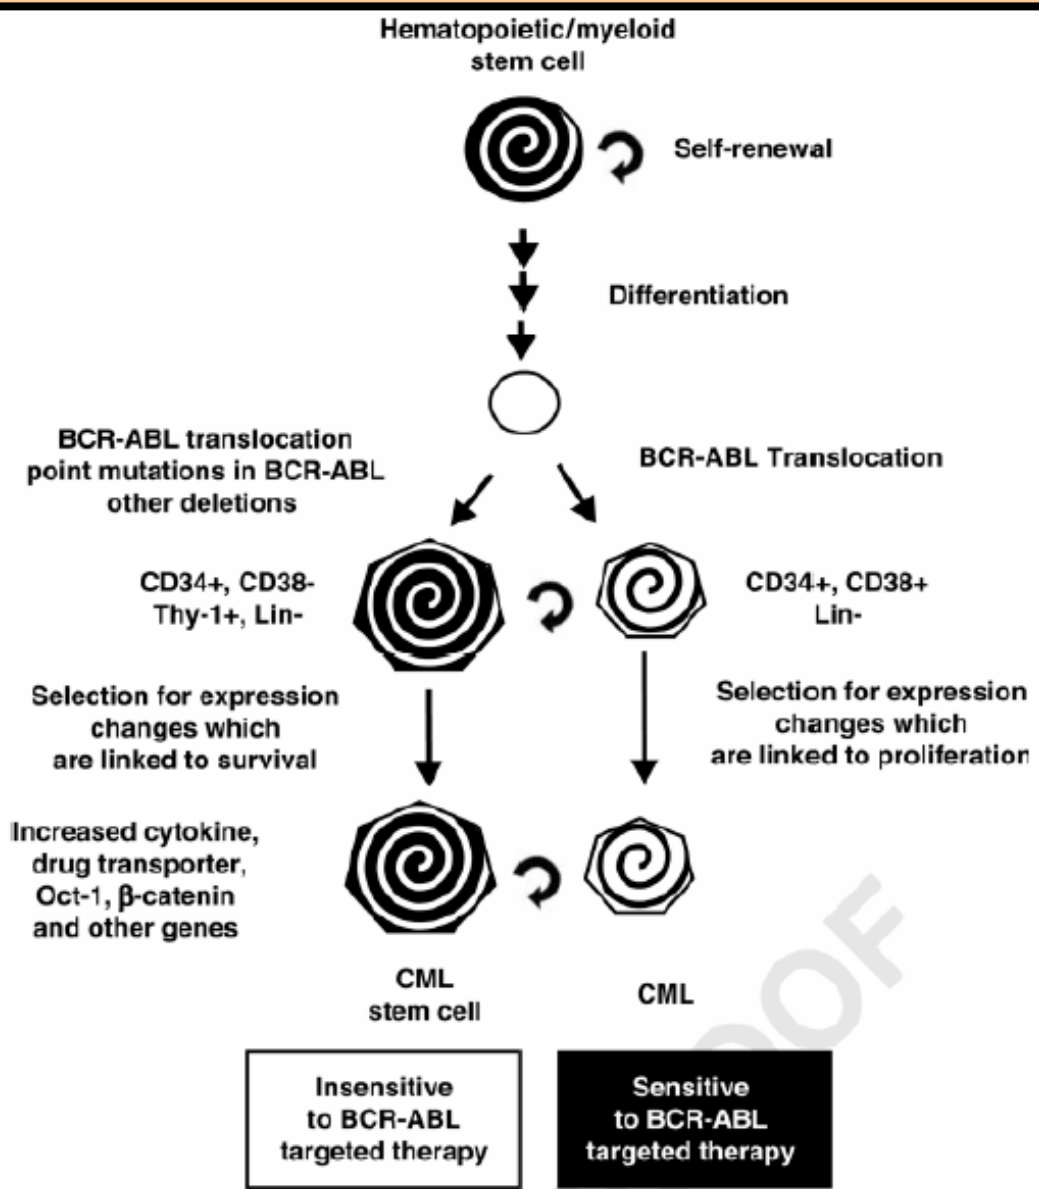 Hematopoietic/myeloid
stem cell
Self-renewal
Differentiation
BCR-ABL translocation
point mutations in BCR-ABL
other deletions
BCR-ABL Translocation
CD34+, CD38-
Thy-1+, Lin-
CD34+, CD38+
Lin-
Selection for expression
changes which
are linked to survival
Selection for expression
changes which
are linked to proliferation
Increased cytokine,
drug transporter,
Oct-1, β-catenin
and other genes
CML
stem cell
CML
Insensitive
to BCR-ABL
targeted therapy
Sensitive
to BCR-ABL
targeted therapy